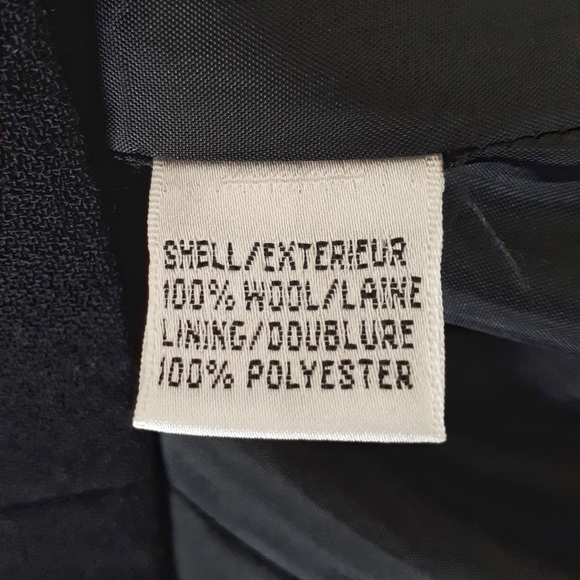 SHELL/EXTERIEUR
100% WOOL/LAINE
LINING/DOUBLURE
100% POLYESTER